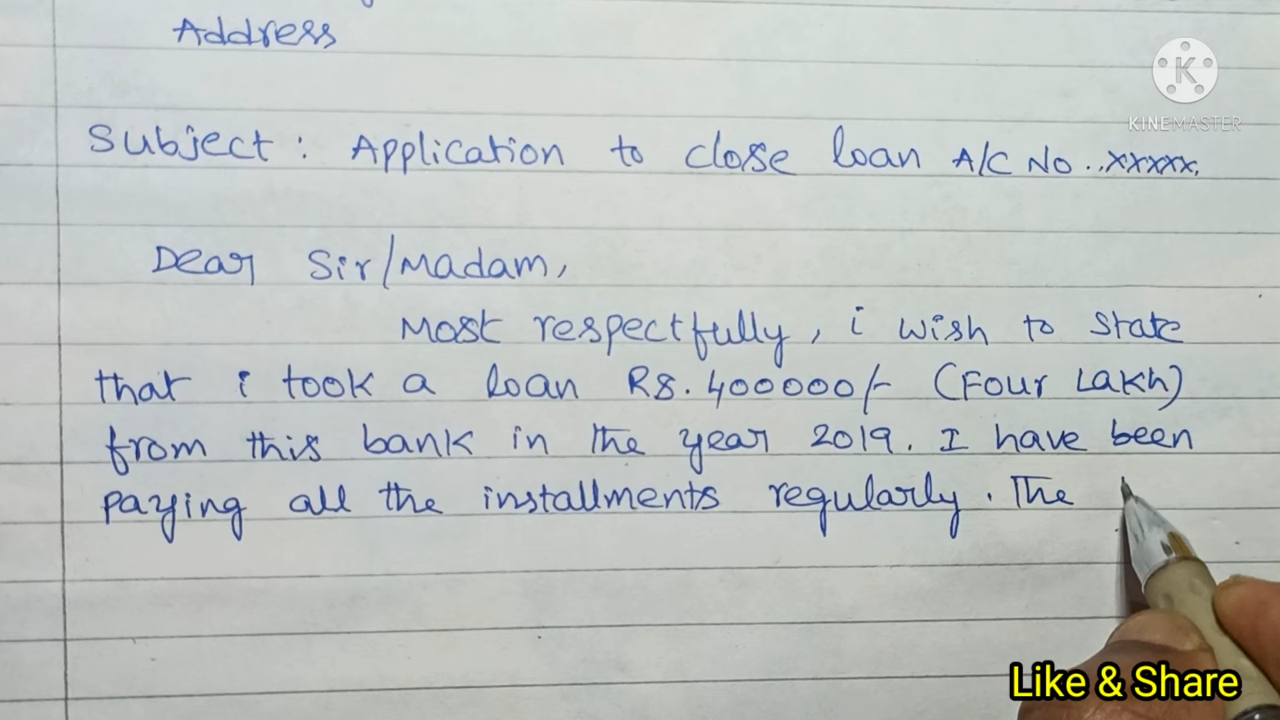 Address
Subject: Application to close loan A/C No..xxxxx.
Dear Sir/Madam,
Most respectfully, i wish to state
that i took a loan Rs. 400000/- (Four Lakh)
from this bank in the year 2019. I have been
paying all the installments regularly. The
KINEMASTER
Like & Share